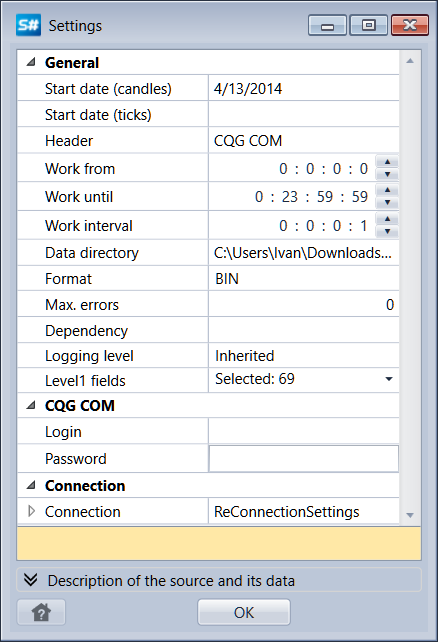 S# Settings
General
Start date (candles) 4/13/2014
Start date (ticks)
Header CQG COM
Work from 0 : 0 : 0 : 0
Work until 0 : 23 : 59 : 59
Work interval 0 : 0 : 0 : 1
Data directory C:\Users\Ivan\Downloads...
Format BIN
Max. errors 0
Dependency
Logging level Inherited
Level1 fields Selected: 69
CQG COM
Login
Password
Connection
Connection ReConnectionSettings
Description of the source and its data
? OK